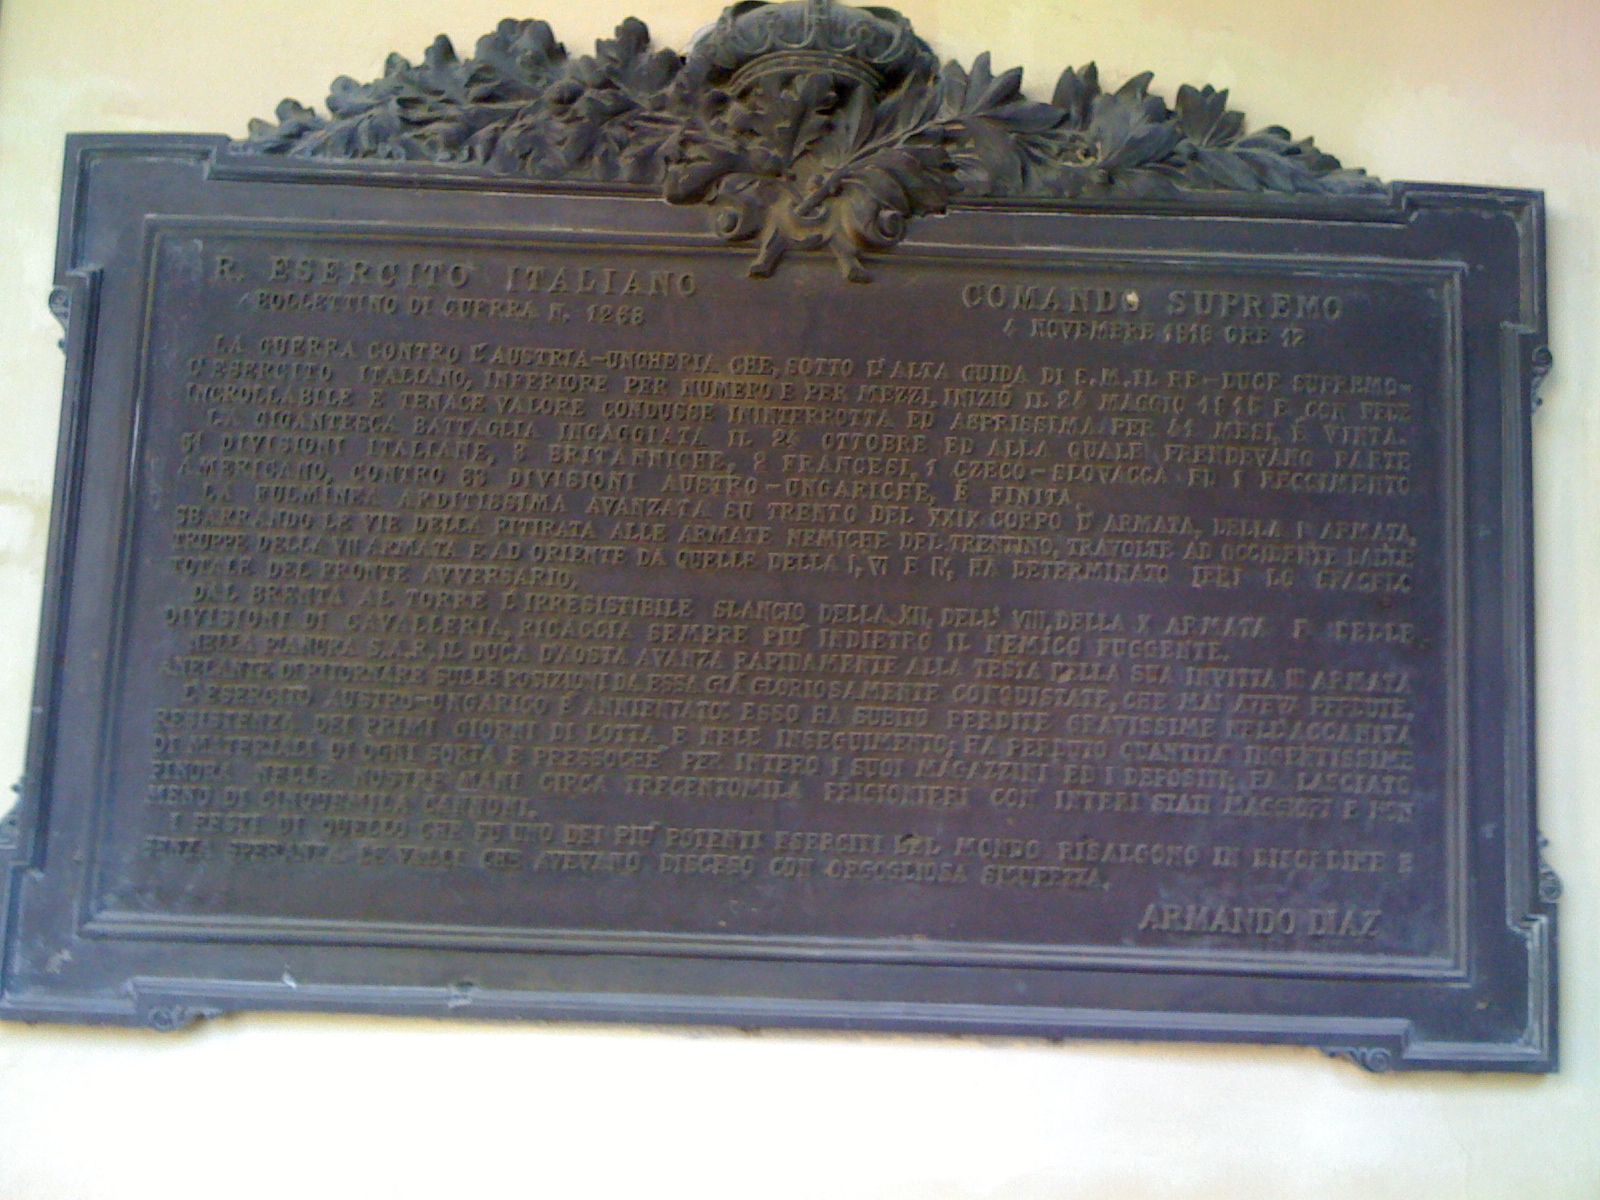 R. ESERCITO ITALIANO
COMANDO SUPREMO
BOLLETTINO DI GUERRA N. 1268
4 NOVEMBRE 1918 ORE 12
LA GUERRA CONTRO L'AUSTRIA-UNGHERIA CHE, SOTTO L'ALTA GUIDA DI S.M. IL RE-DUCE SUPREMO-
L'ESERCITO ITALIANO, INFERIORE PER NUMERO E PER MEZZI, INIZIÒ IL 24 MAGGIO 1915 E CON FEDE
INCROLLABILE E TENACE VALORE CONDUSSE ININTERROTTA ED ASPRISSIMA PER 41 MESI, È VINTA.
LA GIGANTESCA BATTAGLIA INGAGGIATA IL 24 OTTOBRE ED ALLA QUALE PRENDEVANO PARTE
51 DIVISIONI ITALIANE, 3 BRITANNICHE, 2 FRANCESI, 1 CZECO-SLOVACCA ED 1 REGGIMENTO
AMERICANO, CONTRO 63 DIVISIONI AUSTRO-UNGARICHE, È FINITA.
LA FULMINEA ARDITISSIMA AVANZATA SU TRENTO DEL XXIX CORPO D'ARMATA, DELLA I ARMATA,
SBARRANDO LE VIE DELLA RITIRATA ALLE ARMATE NEMICHE DEL TRENTINO, TRAVOLTE AD OCCIDENTE DALLE
TRUPPE DELLA VII ARMATA E AD ORIENTE DA QUELLE DELLA I, VI E IV, HA DETERMINATO IERI LO SFACELO
TOTALE DEL FRONTE AVVERSARIO.
DAL BRENTA AL TORRE L'IRRESISTIBILE SLANCIO DELLA XII, DELL' VIII, DELLA X ARMATA E DELLE
DIVISIONI DI CAVALLERIA, RICACCIA SEMPRE PIÙ INDIETRO IL NEMICO FUGGENTE.
NELLA PIANURA S.A.R. IL DUCA D'AOSTA AVANZA RAPIDAMENTE ALLA TESTA DELLA SUA INVITTA III ARMATA
ANELANTE DI RITORNARE SULLE POSIZIONI DA ESSA GIÀ GLORIOSAMENTE CONQUISTATE, CHE MAI AVEVA PERDUTE.
L'ESERCITO AUSTRO-UNGARICO È ANNIENTATO: ESSO HA SUBITO PERDITE GRAVISSIME NELL'ACCANITA
RESISTENZA DEI PRIMI GIORNI DI LOTTA E NELL' INSEGUIMENTO; HA PERDUTO QUANTITÀ INGENTISSIME
DI MATERIALI DI OGNI SORTA E PRESSOCHÉ PER INTERO I SUOI MAGAZZINI ED I DEPOSITI; HA LASCIATO
FINORA NELLE NOSTRE MANI CIRCA TRECENTOMILA PRIGIONIERI CON INTERI STATI MAGGIORI E NON
MENO DI CINQUEMILA CANNONI.
I RESTI DI QUELLO CHE FU UNO DEI PIÙ POTENTI ESERCITI DEL MONDO RISALGONO IN DISORDINE E
SENZA SPERANZA LE VALLI CHE AVEVANO DISCESO CON ORGOGLIOSA SICUREZZA.
ARMANDO DIAZ